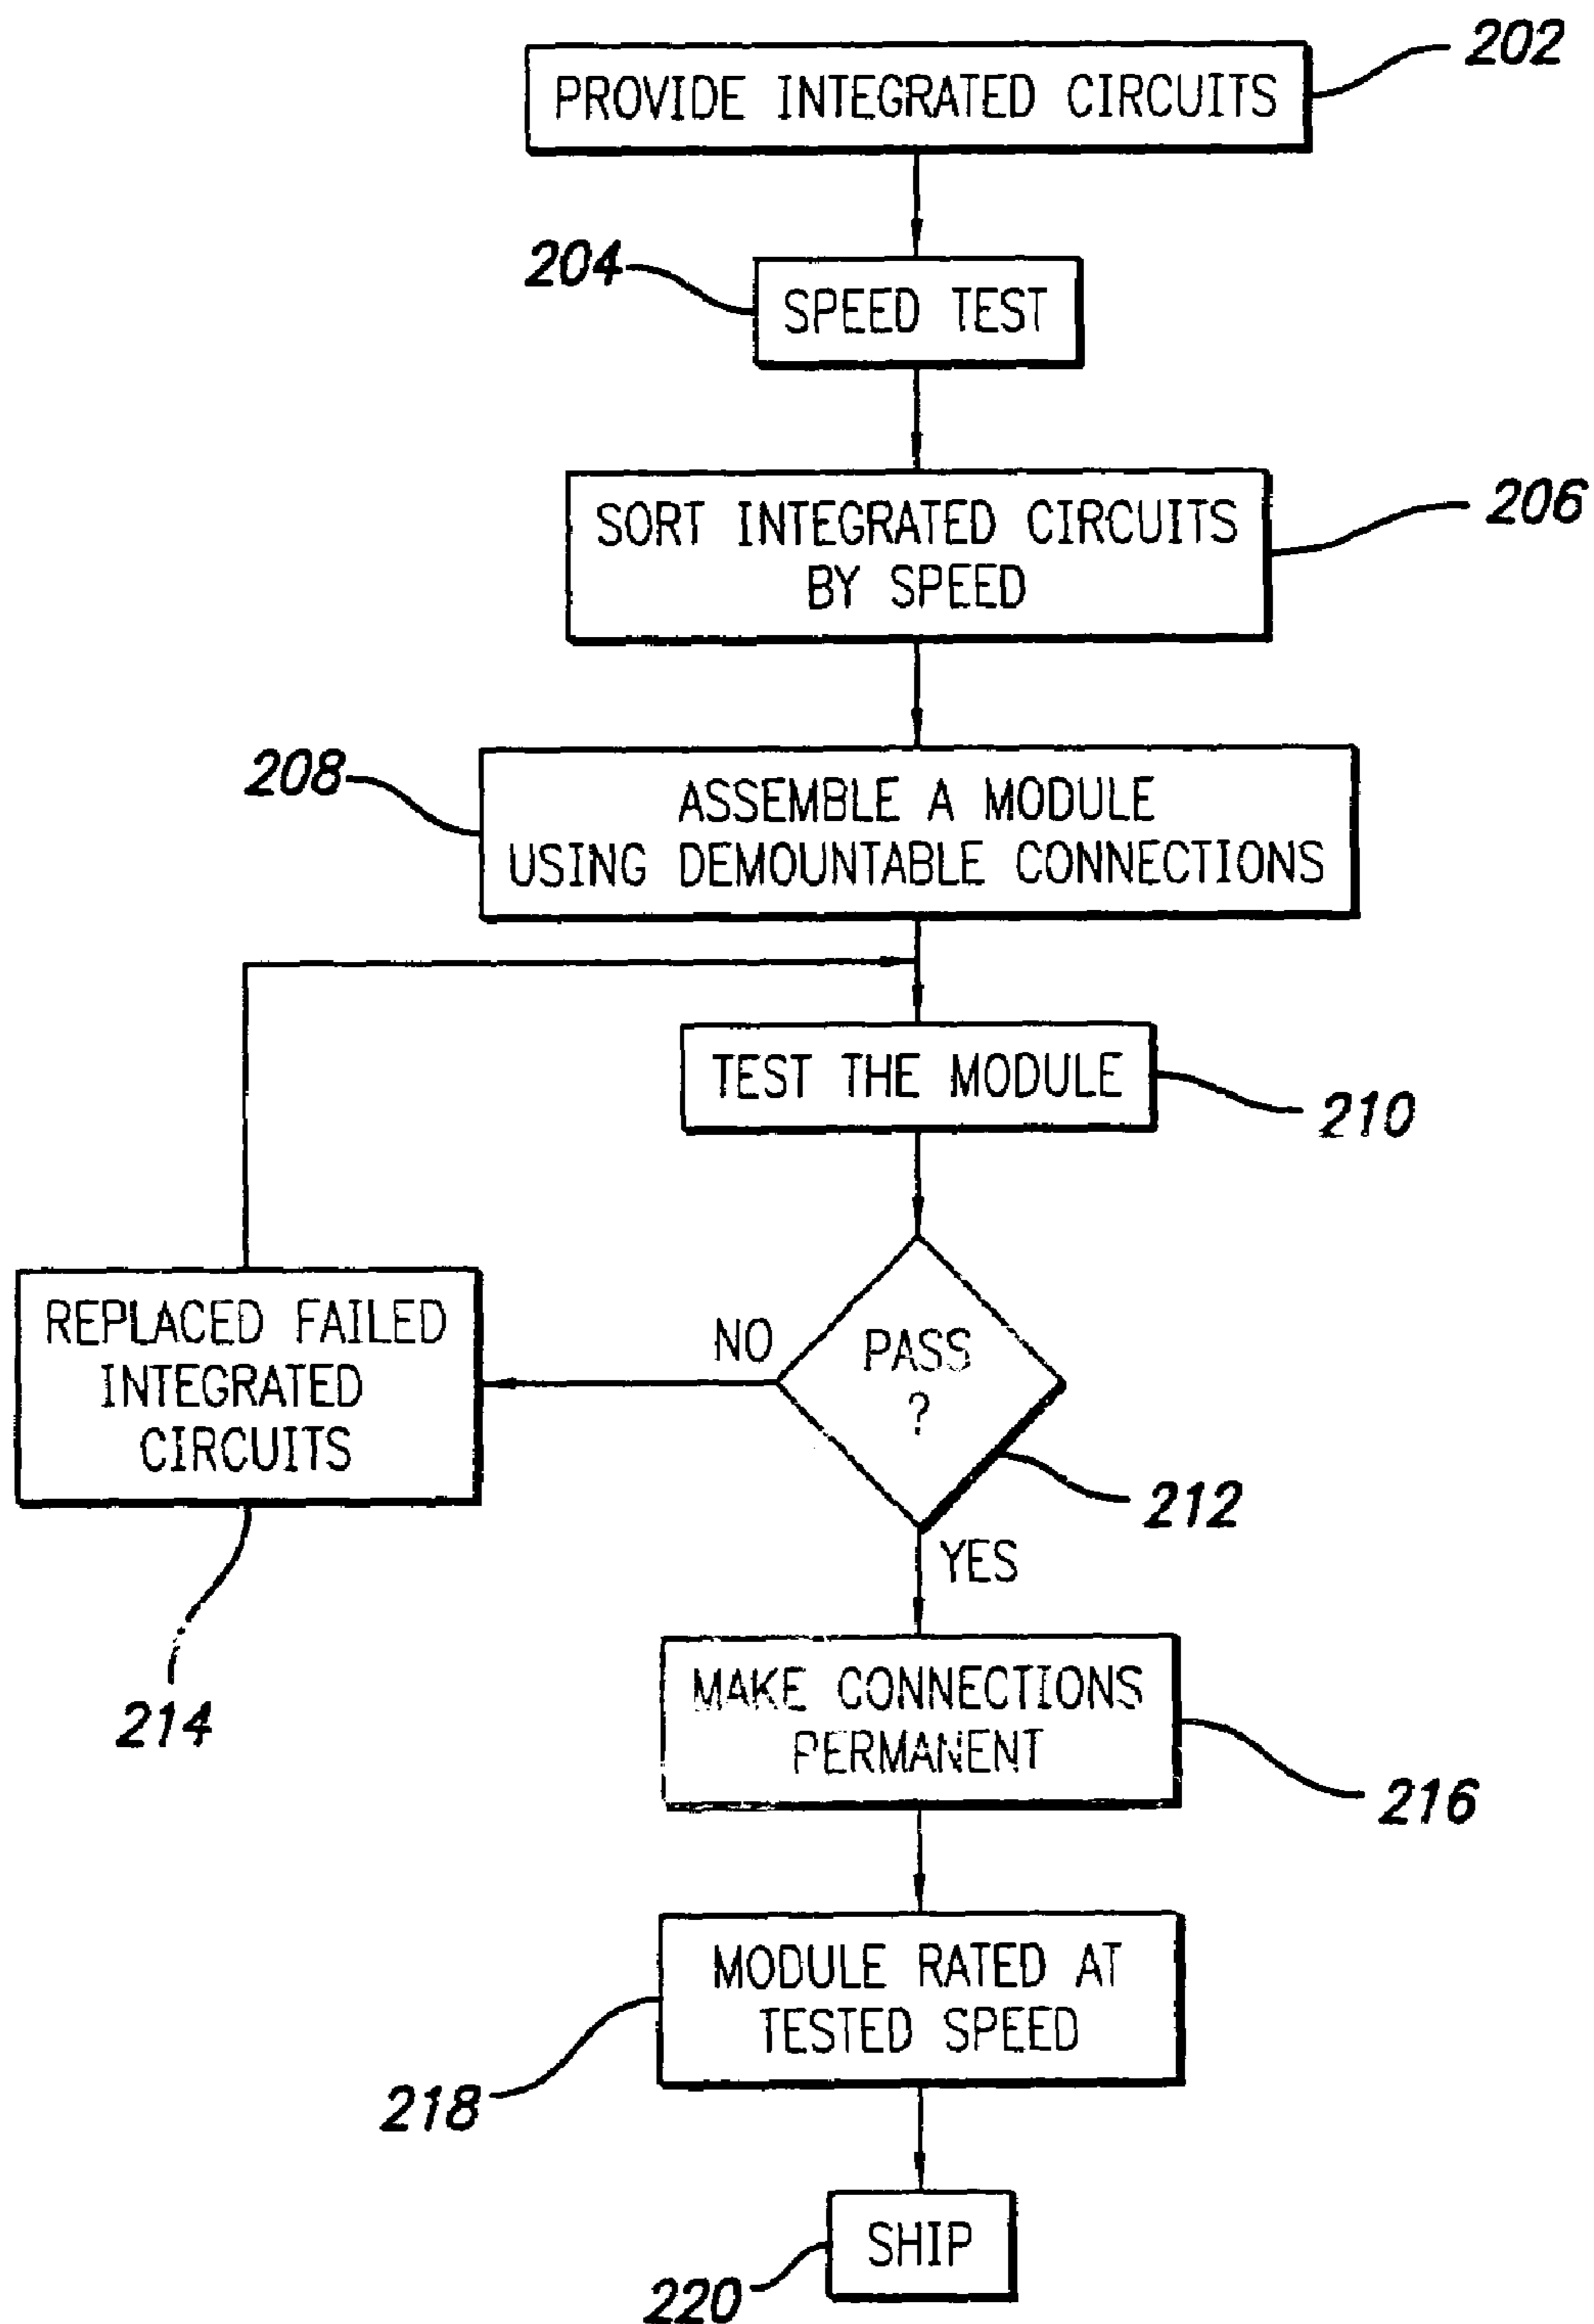 202
PROVIDE INTEGRATED CIRCUITS
204
SPEED TEST
206
SORT INTEGRATED CIRCUITS
BY SPEED
208
ASSEMBLE A MODULE
USING DEMOUNTABLE CONNECTIONS
TEST THE MODULE
210
REPLACED FAILED
INTEGRATED
CIRCUITS
214
NO
PASS
?
212
YES
MAKE CONNECTIONS
PERMANENT
216
MODULE RATED AT
TESTED SPEED
218
SHIP
220